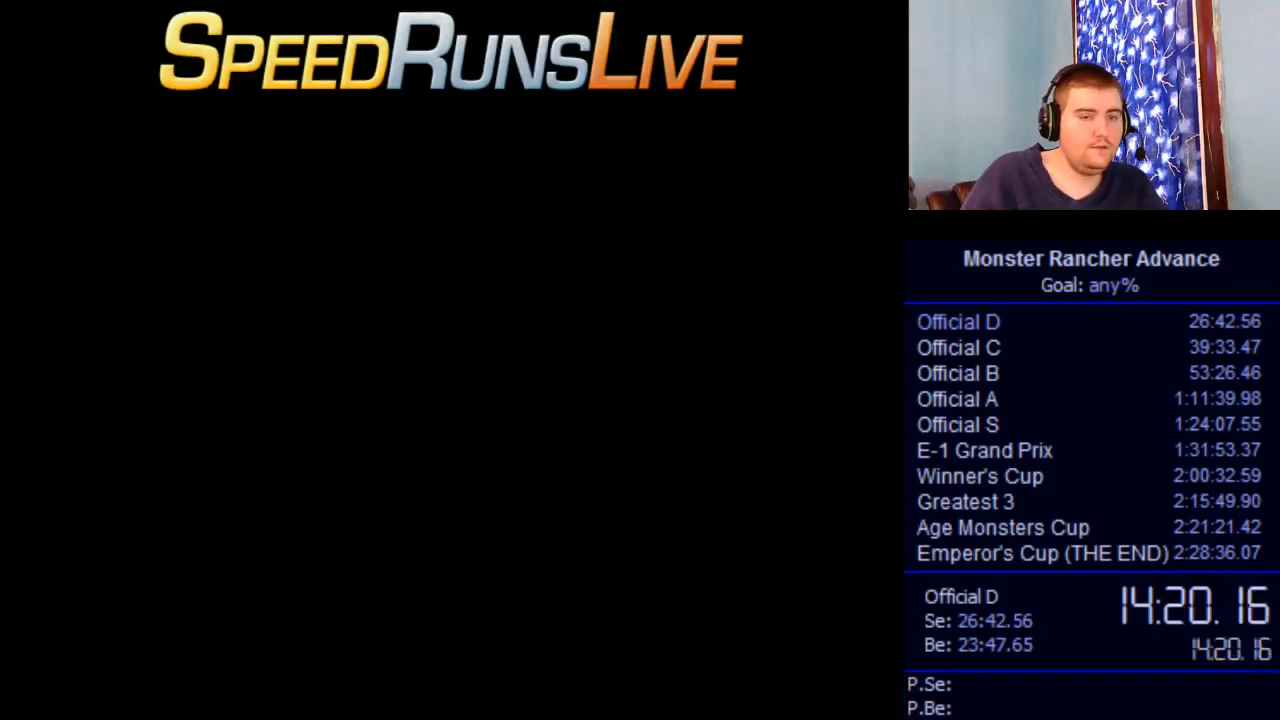 SPEEDRUNSLIVE
Monster Rancher Advance
Goal: any%
Official D 26:42.56
Official C 39:33.47
Official B 53:26.46
Official A 1:11:39.98
Official S 1:24:07.55
E-1 Grand Prix 1:31:53.37
Winner's Cup 2:00:32.59
Greatest 3 2:15:49.90
Age Monsters Cup 2:21:21.42
Emperor's Cup (THE END) 2:28:36.07
Official D 14:20.16
Se: 26:42.56
Be: 23:47.65 14:20.16
P.Se:
P.Be: